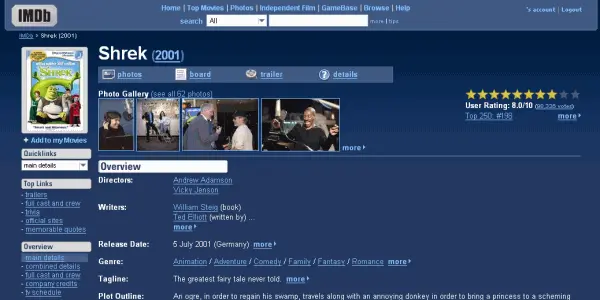 IMDb
Home | Top Movies | Photos | Independent Film | GameBase | Browse | Help
search All more | tips
's account | Logout
IMDb > Shrek (2001)
SHREK
Add to my Movies
Quicklinks
main details
Top Links
- trailers
- full cast and crew
- trivia
- official sites
- memorable quotes
Overview
main details
- combined details
- full cast and crew
- company credits
- tv schedule
Shrek (2001)
photos board trailer details
Photo Gallery (see all 62 photos)
more
User Rating: 8.0/10
Top 250: #196 more
Overview
Directors: Andrew Adamson
Vicky Jenson
Writers: William Steig (book)
Ted Elliott (written by) ...
more
Release Date: 5 July 2001 (Germany) more
Genre: Animation / Adventure / Comedy / Family / Fantasy / Romance more
Tagline: The greatest fairy tale never told. more
Plot Outline: An ogre, in order to regain his swamp, travels along with an annoying donkey in order to bring a princess to a scheming